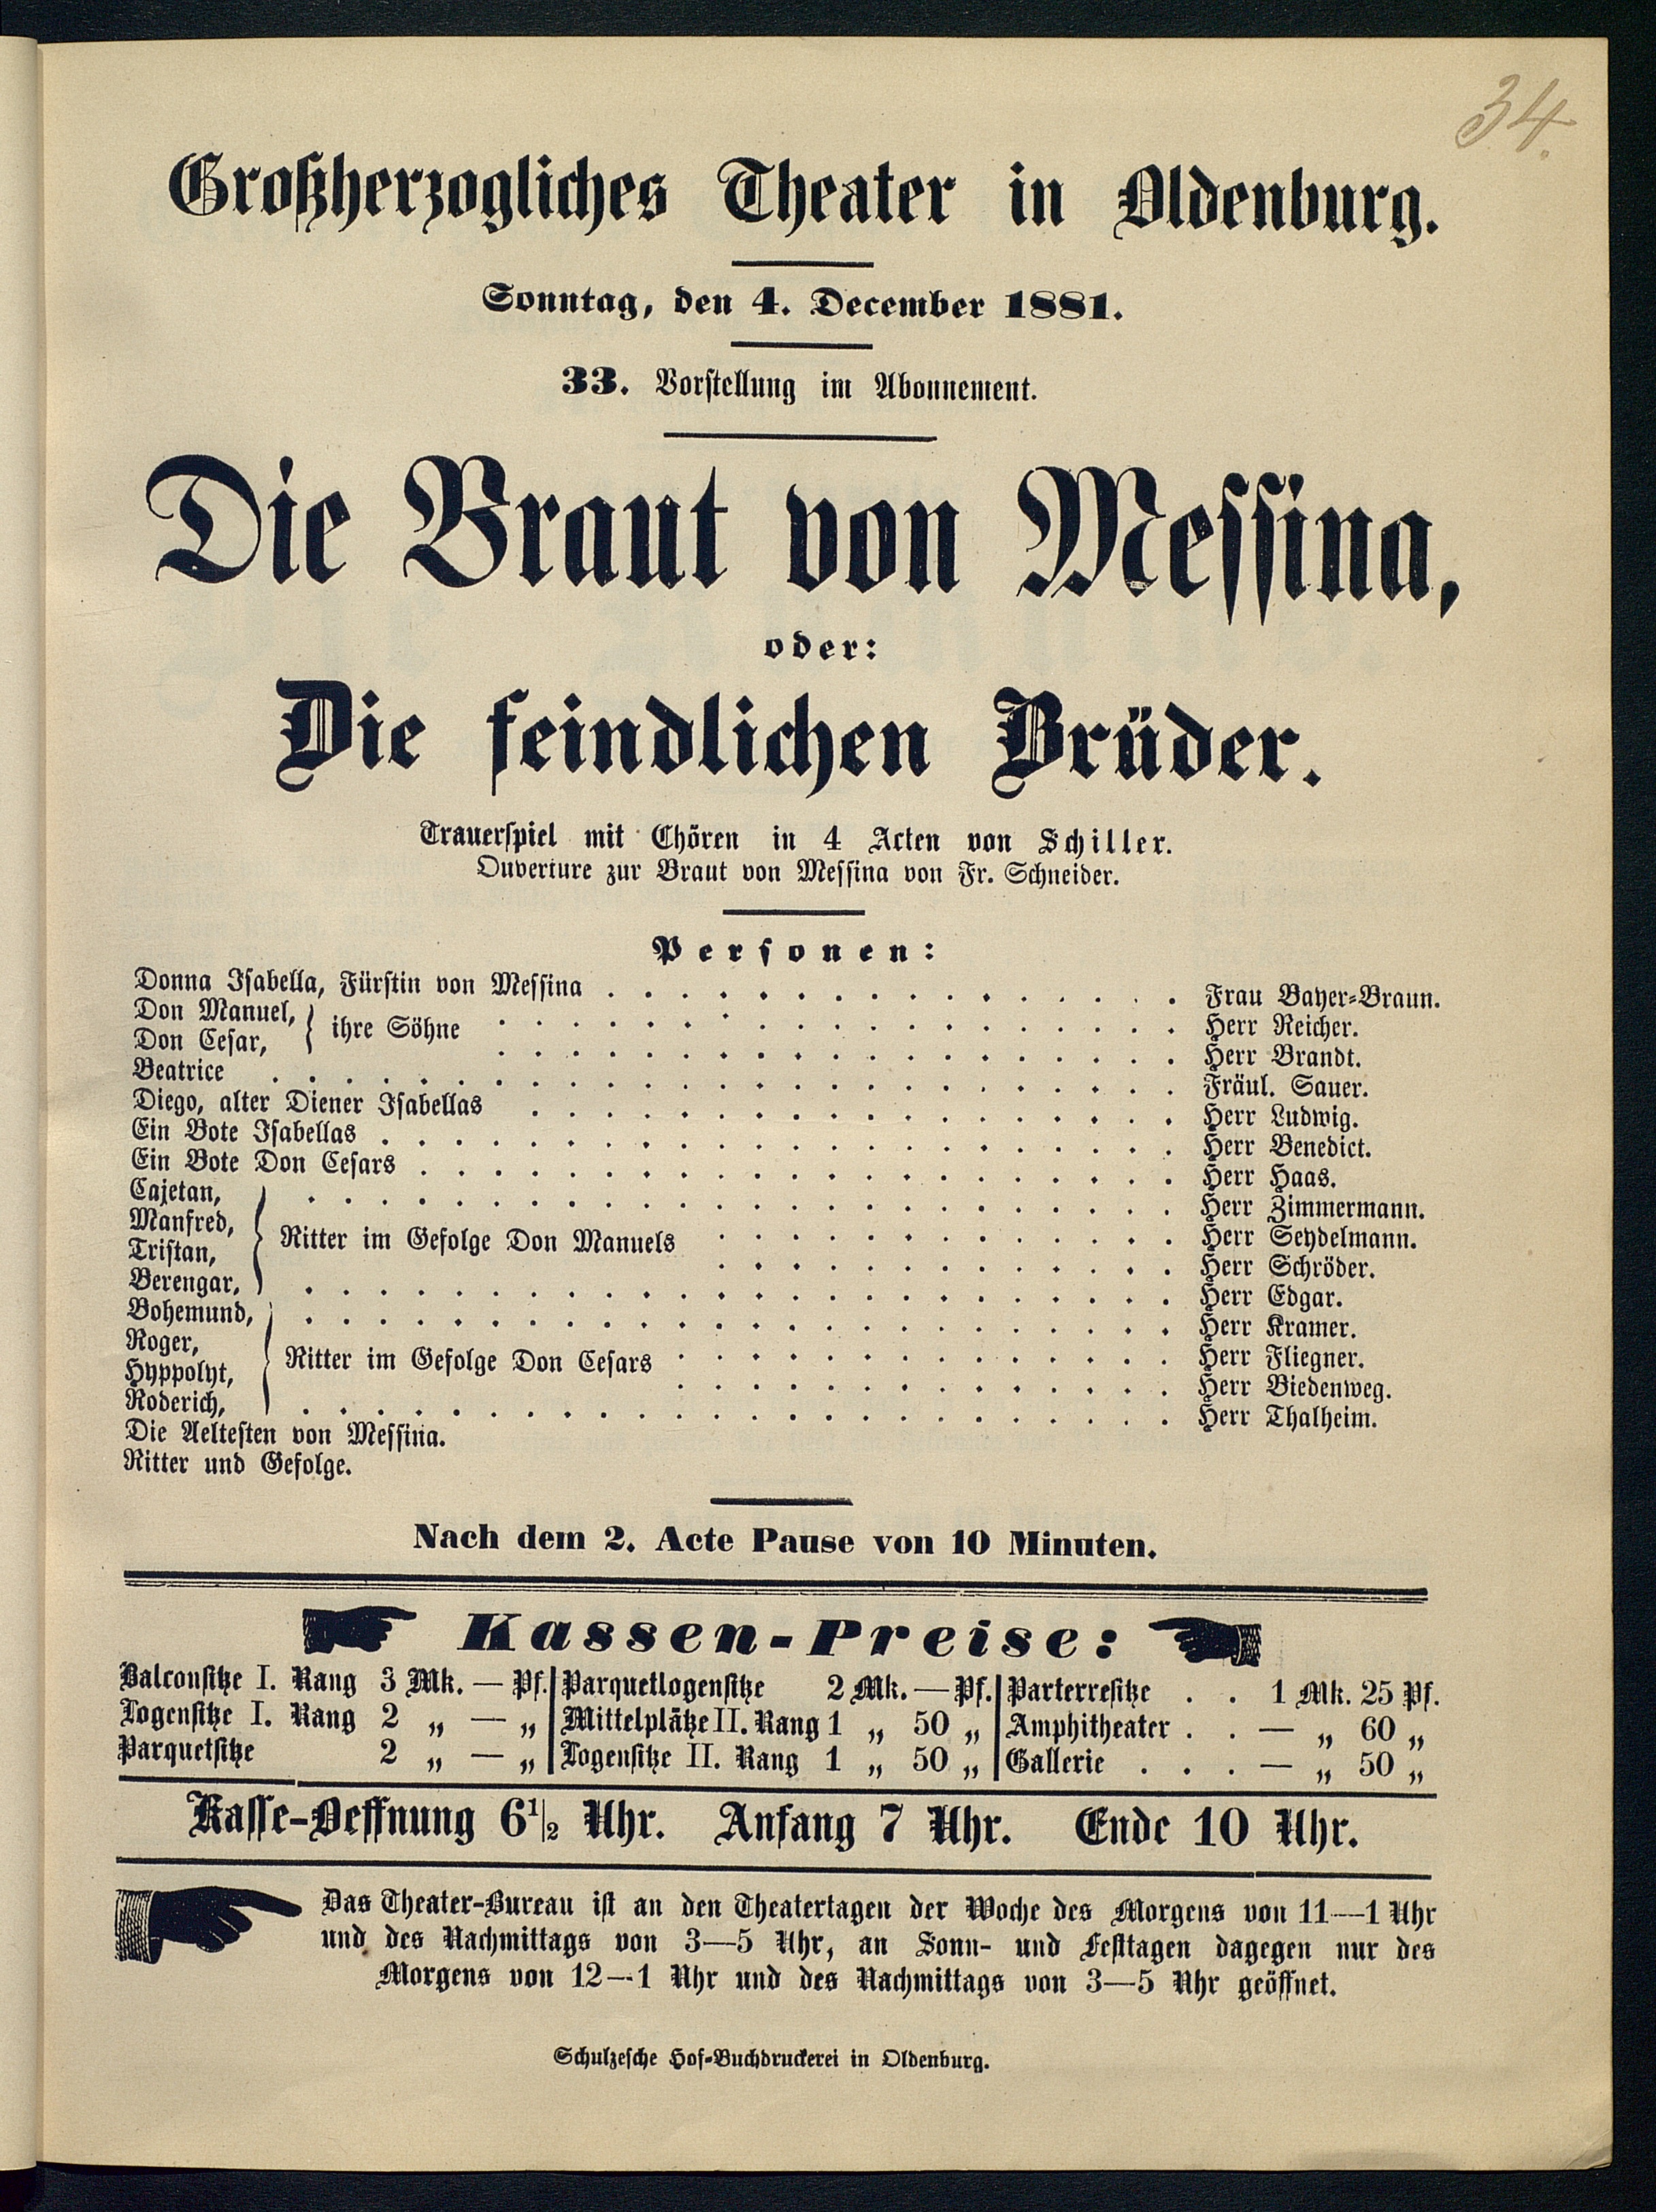 34.
Großherzogliches Theater in Oldenburg.
Sonntag, den 4. December 1881.
33. Vorstellung im Abonnement.
Die Braut von Messina,
oder:
Die feindlichen Brüder.
Trauerspiel mit Chören in 4 Acten von Schiller.
Ouverture zur Braut von Messina von Fr. Schneider.
Personen:
Donna Isabella, Fürstin von Messina . . . . . . . . . . . . . . . . Frau Bayer-Braun.
Don Manuel, } ihre Söhne . . . . . . . . . . . . . . . . . . . Herr Reicher.
Don Cesar, . . . . . . . . . . . . . . . . . . . Herr Brandt.
Beatrice . . . . . . . . . . . . . . . . . . . . . . . . . Fräul. Sauer.
Diego, alter Diener Isabellas . . . . . . . . . . . . . . . . . . Herr Ludwig.
Ein Bote Isabellas . . . . . . . . . . . . . . . . . . . . . . Herr Benedict.
Ein Bote Don Cesars . . . . . . . . . . . . . . . . . . . . . Herr Haas.
Cajetan, . . . . . . . . . . . . . . . . . . . . . . . . Herr Zimmermann.
Manfred, } Ritter im Gefolge Don Manuels . . . . . . . . . . . . . Herr Seydelmann.
Tristan, . . . . . . . . . . . . . Herr Schröder.
Berengar, . . . . . . . . . . . . . . . . . . . . . . . . Herr Edgar.
Bohemund, . . . . . . . . . . . . . . . . . . . . . . . . Herr Kramer.
Roger, } Ritter im Gefolge Don Cesars . . . . . . . . . . . . . . Herr Fliegner.
Hyppolyt, . . . . . . . . . . . . . . Herr Biedenweg.
Roderich, . . . . . . . . . . . . . . . . . . . . . . . . Herr Thalheim.
Die Aeltesten von Messina.
Ritter und Gefolge.
Nach dem 2. Acte Pause von 10 Minuten.
Kassen-Preise:
Balconsitze I. Rang 3 Mk. — Pf. | Parquetlogensitze 2 Mk. — Pf. | Parterresitze . . 1 Mk. 25 Pf.
Logensitze I. Rang 2 „ — „ | Mittelplätze II. Rang 1 „ 50 „ | Amphitheater . . — „ 60 „
Parquetsitze 2 „ — „ | Logensitze II. Rang 1 „ 50 „ | Gallerie . . . — „ 50 „
Kasse-Oeffnung 6½ Uhr. Anfang 7 Uhr. Ende 10 Uhr.
Das Theater-Bureau ist an den Theatertagen der Woche des Morgens von 11—1 Uhr
und des Nachmittags von 3—5 Uhr, an Sonn- und Festtagen dagegen nur des
Morgens von 12—1 Uhr und des Nachmittags von 3—5 Uhr geöffnet.
Schulzesche Hof-Buchdruckerei in Oldenburg.